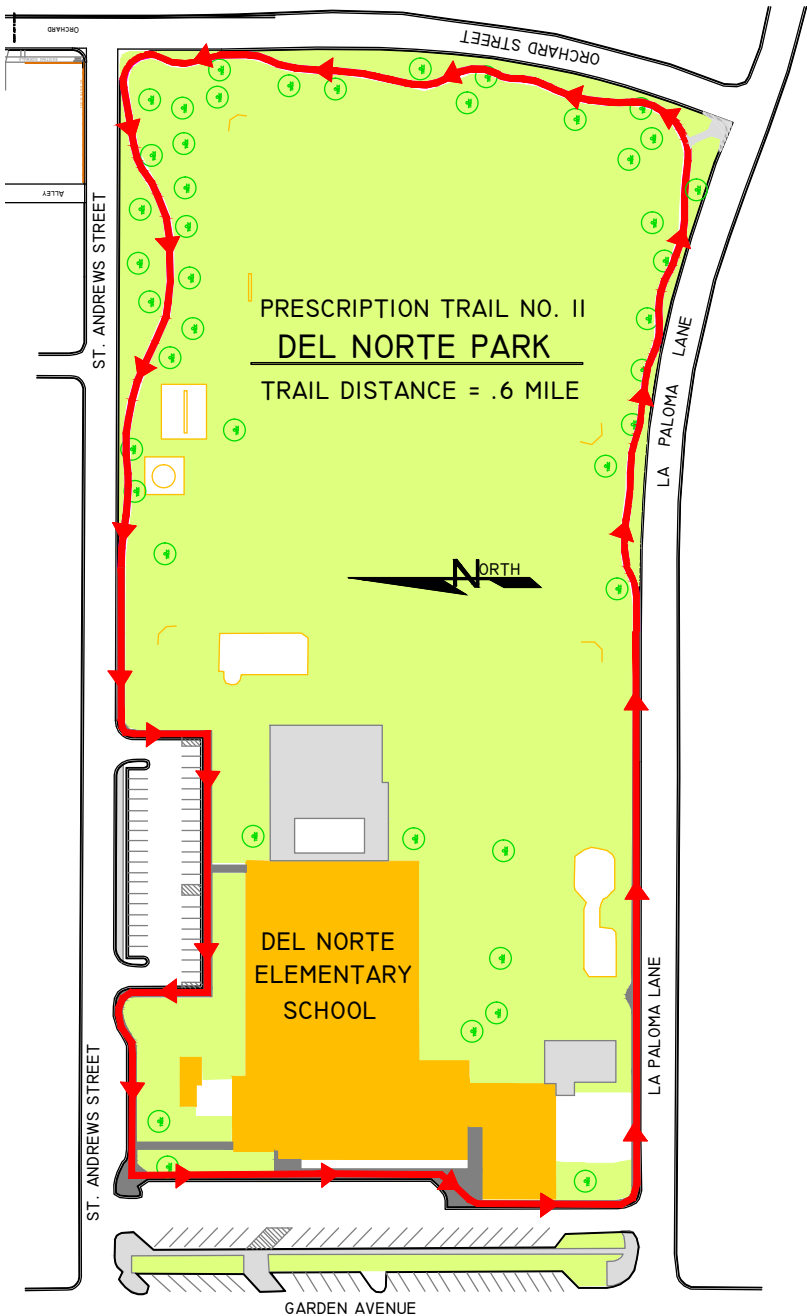 ORCHARD
ORCHARD STREET
ALLEY
ST. ANDREWS STREET
PRESCRIPTION TRAIL NO. II
DEL NORTE PARK
TRAIL DISTANCE = .6 MILE
LA PALOMA LANE
NORTH
DEL NORTE
ELEMENTARY
SCHOOL
LA PALOMA LANE
ST. ANDREWS STREET
GARDEN AVENUE